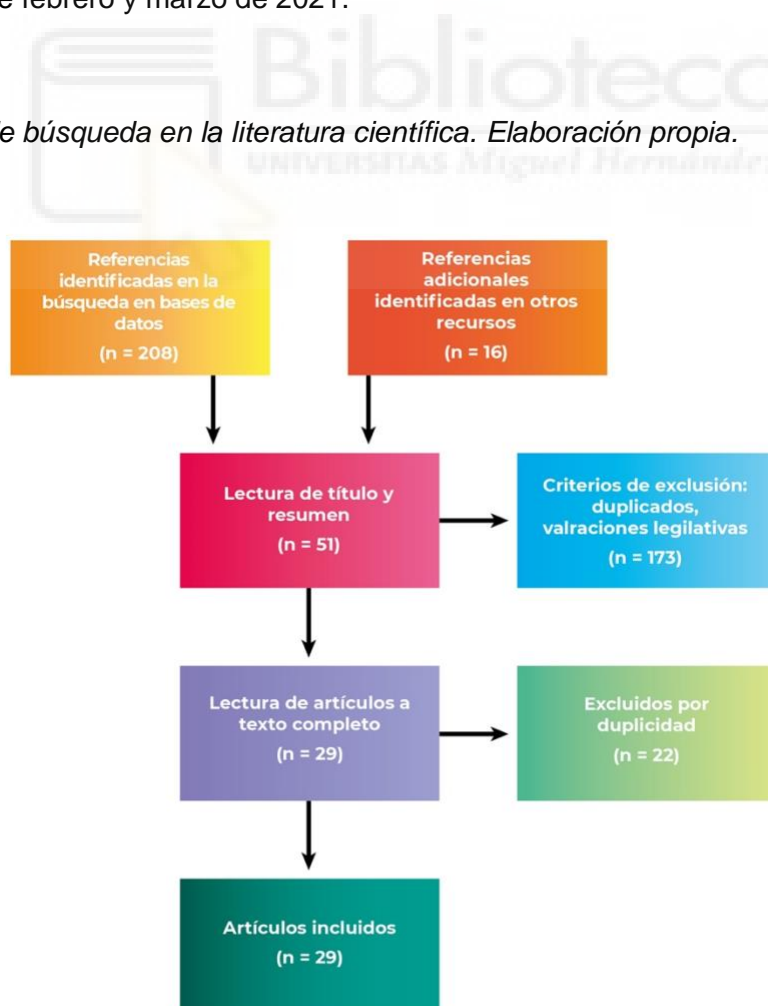 e febrero y marzo de 2021.
Biblioteca
UNIVERSITAS Miguel Hernández
e búsqueda en la literatura científica. Elaboración propia.
Referencias
identificadas en la
búsqueda en bases de
datos
(n = 208)
Referencias
adicionales
identificadas en otros
recursos
(n = 16)
Lectura de título y
resumen
(n = 51)
Criterios de exclusión:
duplicados,
valraciones legilativas
(n = 173)
Lectura de artículos a
texto completo
(n = 29)
Excluidos por
duplicidad
(n = 22)
Artículos incluidos
(n = 29)